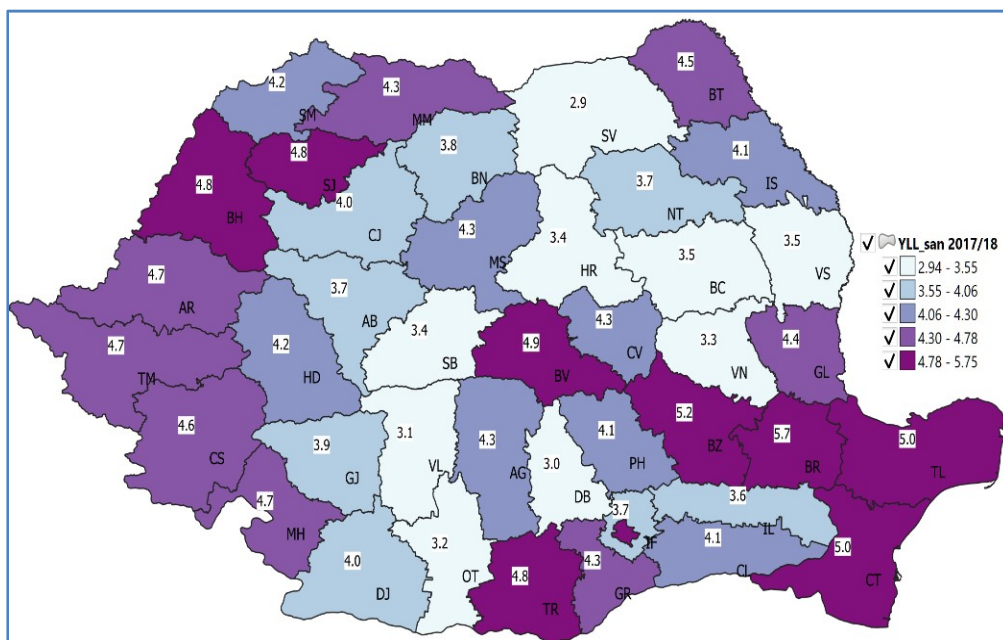 4.5
BT
4.2
SM
4.3
MM
2.9
SV
4.1
IS
4.8
SJ
3.8
BN
3.7
NT
4.8
BH
4.0
CJ
4.3
MS
3.4
HR
3.5
BC
3.5
VS
YLL_san 2017/18
2.94 - 3.55
3.55 - 4.06
4.06 - 4.30
4.30 - 4.78
4.78 - 5.75
4.7
AR
3.7
AB
4.7
TM
4.2
HD
3.4
SB
4.9
BV
4.3
CV
3.3
VN
4.4
GL
4.6
CS
3.9
GJ
3.1
VL
4.3
AG
3.0
DB
4.1
PH
5.2
BZ
5.7
BR
5.0
TL
4.7
MH
4.0
DJ
3.2
OT
4.8
TR
3.7
IF
4.3
GR
3.6
IL
4.1
CL
5.0
CT